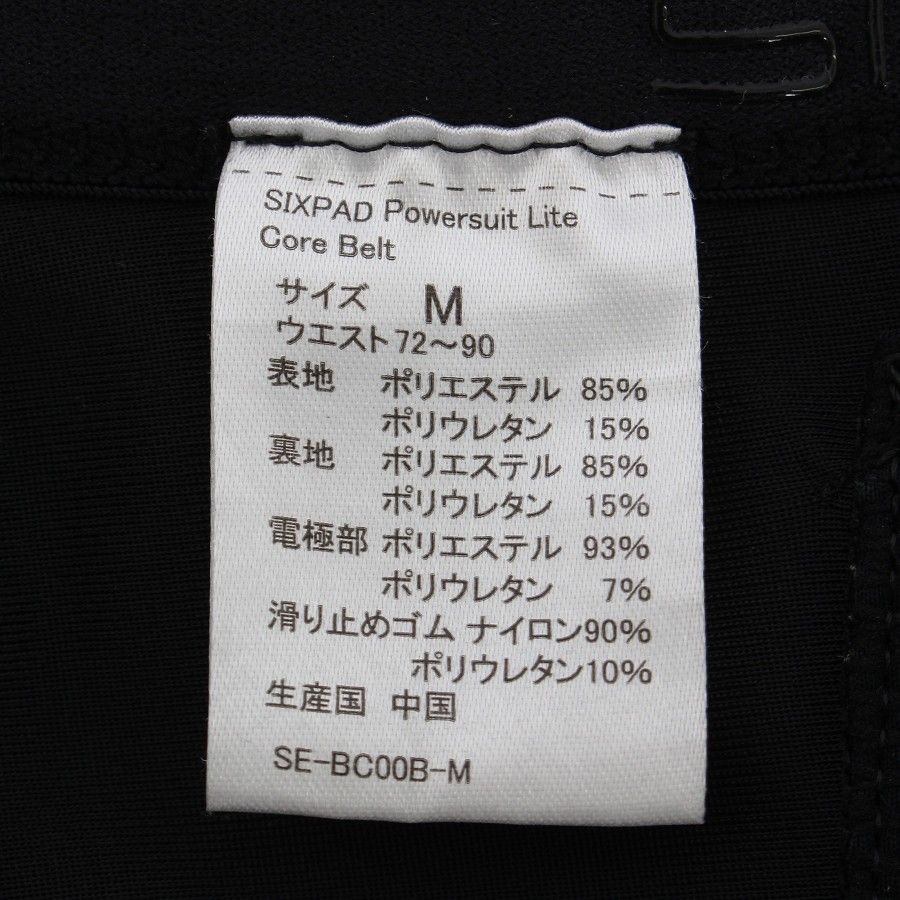 SIXPAD Powersuit Lite
Core Belt
サイズ M
ウエスト 72～90
表地 ポリエステル 85%
ポリウレタン 15%
裏地 ポリエステル 85%
ポリウレタン 15%
電極部 ポリエステル 93%
ポリウレタン 7%
滑り止めゴム ナイロン90%
ポリウレタン10%
生産国 中国
SE-BC00B-M